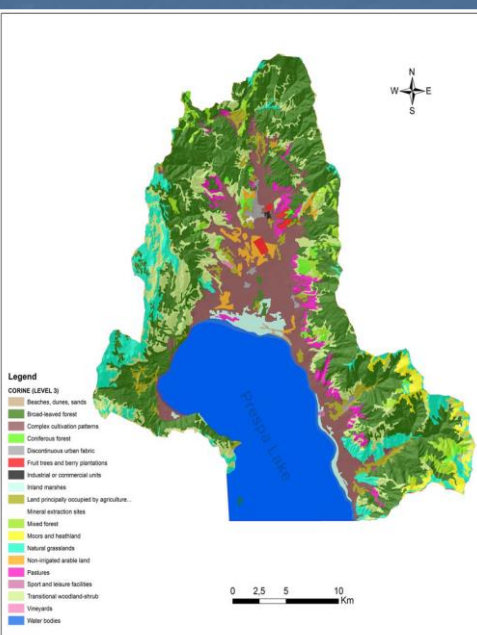 N
W E
S
Prespa Lake
Legend
CORINE (LEVEL 3)
Beaches, dunes, sands
Broad-leaved forest
Complex cultivation patterns
Coniferous forest
Discontinuous urban fabric
Fruit trees and berry plantations
Industrial or commercial units
Inland marshes
Land principally occupied by agriculture...
Mineral extraction sites
Mixed forest
Moors and heathland
Natural grasslands
Non-irrigated arable land
Pastures
Sport and leisure facilities
Transitional woodland-shrub
Vineyards
Water bodies
0 2,5 5 10
Km